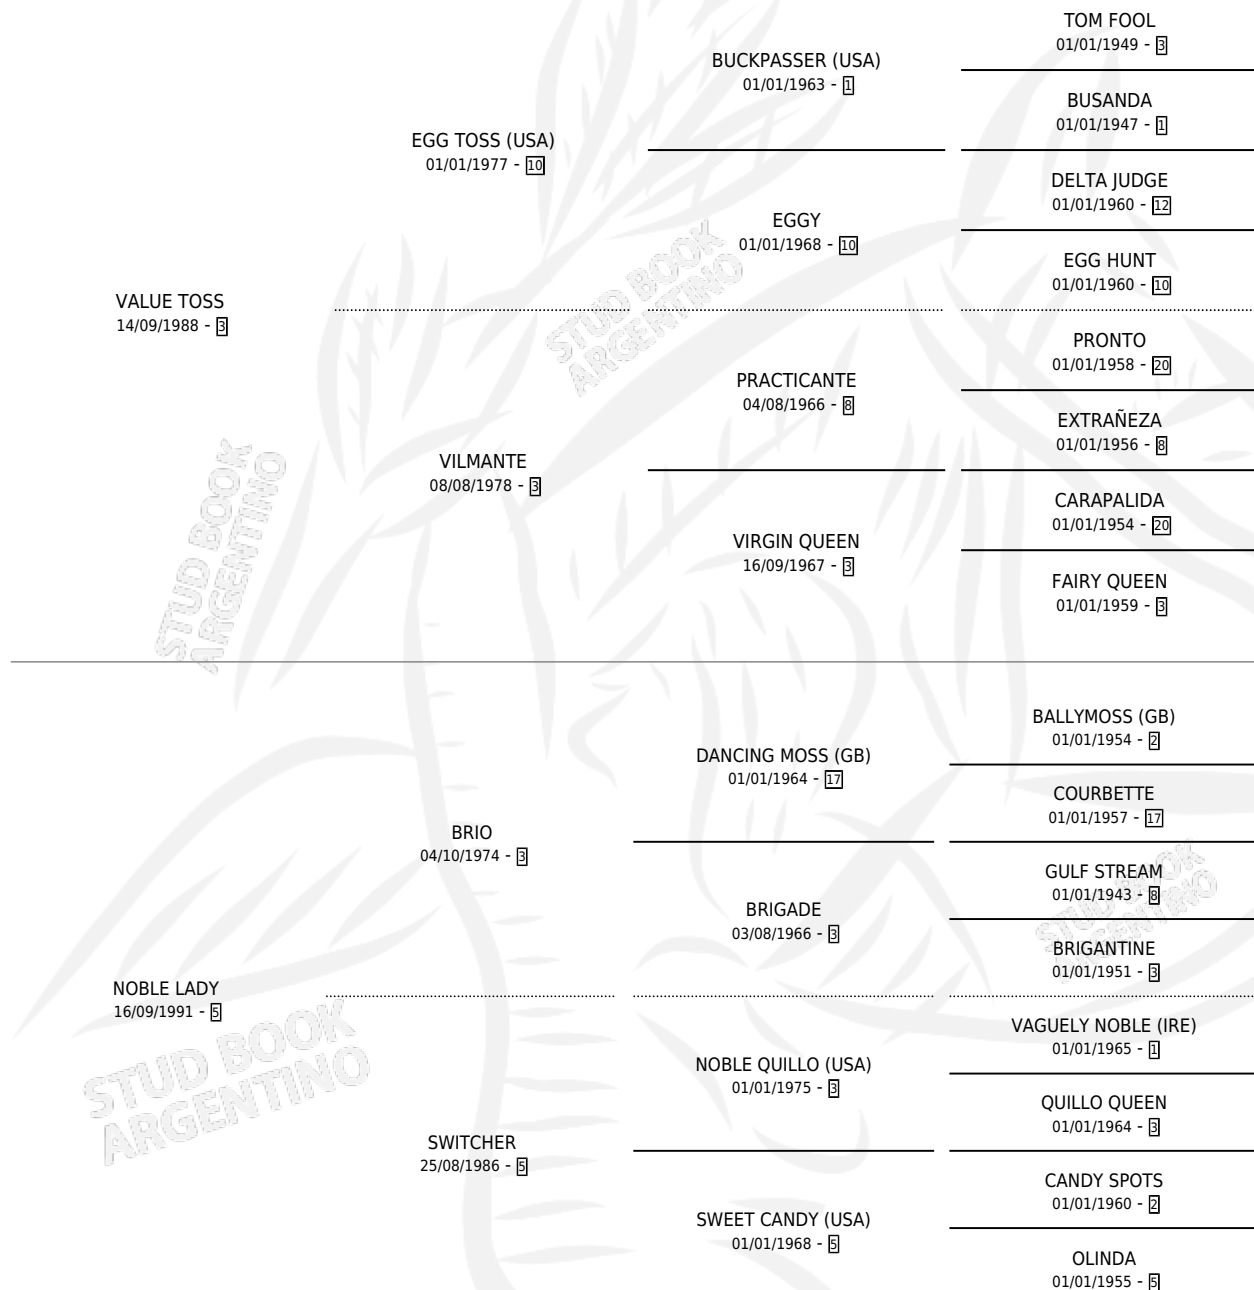 TOM FOOL
01/01/1949 - 3
BUCKPASSER (USA)
01/01/1963 - 1
BUSANDA
01/01/1947 - 1
EGG TOSS (USA)
01/01/1977 - 10
DELTA JUDGE
01/01/1960 - 12
EGGY
01/01/1968 - 10
EGG HUNT
01/01/1960 - 10
VALUE TOSS
14/09/1988 - 3
STUD BOOK
ARGENTINO
PRONTO
01/01/1958 - 20
PRACTICANTE
04/08/1966 - 8
EXTRAÑEZA
01/01/1956 - 8
VILMANTE
08/08/1978 - 3
CARAPALIDA
01/01/1954 - 20
VIRGIN QUEEN
16/09/1967 - 3
FAIRY QUEEN
01/01/1959 - 3
STUD BOOK
ARGENTINO
BALLYMOSS (GB)
01/01/1954 - 2
DANCING MOSS (GB)
01/01/1964 - 17
COURBETTE
01/01/1957 - 17
BRIO
04/10/1974 - 3
GULF STREAM
01/01/1943 - 8
BRIGADE
03/08/1966 - 3
STUD BOOK
ARGENTINO
BRIGANTINE
01/01/1951 - 3
NOBLE LADY
16/09/1991 - 5
VAGUELY NOBLE (IRE)
01/01/1965 - 1
NOBLE QUILLO (USA)
01/01/1975 - 3
STUD BOOK
ARGENTINO
QUILLO QUEEN
01/01/1964 - 3
SWITCHER
25/08/1986 - 5
CANDY SPOTS
01/01/1960 - 2
SWEET CANDY (USA)
01/01/1968 - 5
OLINDA
01/01/1955 - 5